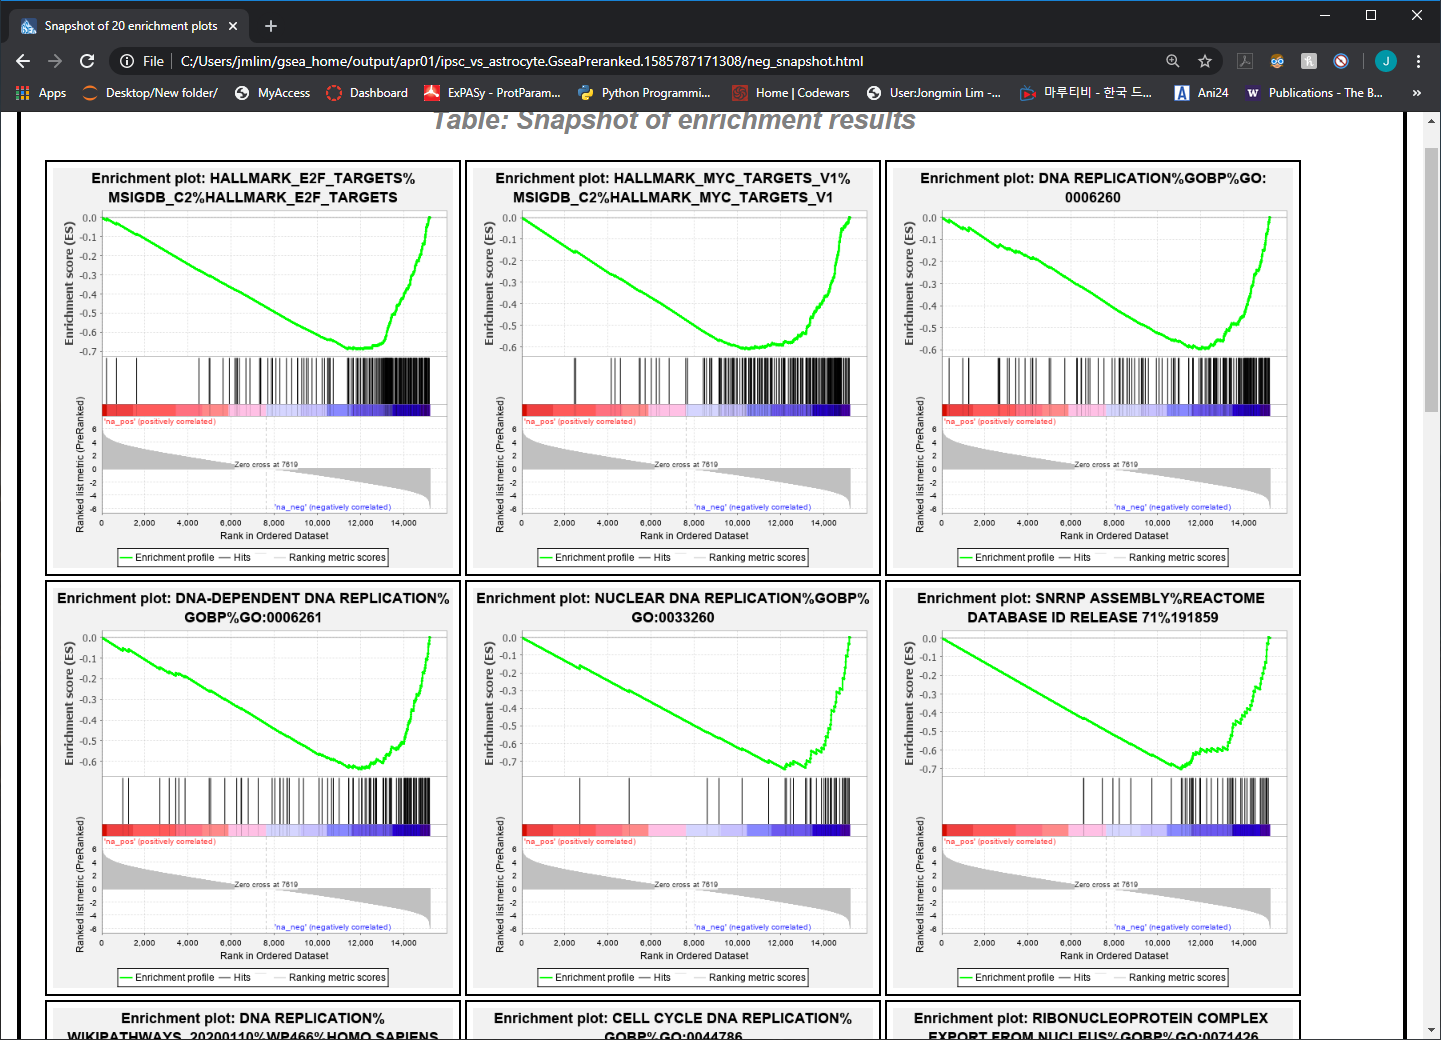 Snapshot of 20 enrichment plots
File
C:/Users/jmlim/gsea_home/output/apr01/ipsc_vs_astrocyte.GseaPreranked.1585787171308/neg_snapshot.html
J
Apps
Desktop/New folder/
MyAccess
Dashboard
ExPASy - ProtParam...
Python Programmi...
Home | Codewars
UserJongmin Lim -...
마루티비 - 한국 드...
Ani24
Publications - The B...
»
Table: Snapshot of enrichment results
Enrichment plot: HALLMARK_E2F_TARGETS%
MSIGDB_C2%HALLMARK_E2F_TARGETS
Enrichment score (ES)
0.0
-0.1
-0.2
-0.3
-0.4
-0.5
-0.6
-0.7
'na_pos' (positively correlated)
Ranked list metric (PreRanked)
6
4
2
0
-2
-4
-6
Zero cross at 7619
'na_neg' (negatively correlated)
0 2,000 4,000 6,000 8,000 10,000 12,000 14,000
Rank in Ordered Dataset
Enrichment profile Hits Ranking metric scores
Enrichment plot: HALLMARK_MYC_TARGETS_V1%
MSIGDB_C2%HALLMARK_MYC_TARGETS_V1
Enrichment score (ES)
0.0
-0.1
-0.2
-0.3
-0.4
-0.5
-0.6
'na_pos' (positively correlated)
Ranked list metric (PreRanked)
6
4
2
0
-2
-4
-6
Zero cross at 7619
'na_neg' (negatively correlated)
0 2,000 4,000 6,000 8,000 10,000 12,000 14,000
Rank in Ordered Dataset
Enrichment profile Hits Ranking metric scores
Enrichment plot: DNA REPLICATION%GOBP%GO:
0006260
Enrichment score (ES)
0.0
-0.1
-0.2
-0.3
-0.4
-0.5
-0.6
'na_pos' (positively correlated)
Ranked list metric (PreRanked)
6
4
2
0
-2
-4
-6
Zero cross at 7619
'na_neg' (negatively correlated)
0 2,000 4,000 6,000 8,000 10,000 12,000 14,000
Rank in Ordered Dataset
Enrichment profile Hits Ranking metric scores
Enrichment plot: DNA-DEPENDENT DNA REPLICATION%
GOBP%GO:0006261
Enrichment score (ES)
0.0
-0.1
-0.2
-0.3
-0.4
-0.5
-0.6
'na_pos' (positively correlated)
Ranked list metric (PreRanked)
6
4
2
0
-2
-4
-6
Zero cross at 7619
'na_neg' (negatively correlated)
0 2,000 4,000 6,000 8,000 10,000 12,000 14,000
Rank in Ordered Dataset
Enrichment profile Hits Ranking metric scores
Enrichment plot: NUCLEAR DNA REPLICATION%GOBP%
GO:0033260
Enrichment score (ES)
0.0
-0.1
-0.2
-0.3
-0.4
-0.5
-0.6
-0.7
'na_pos' (positively correlated)
Ranked list metric (PreRanked)
6
4
2
0
-2
-4
-6
Zero cross at 7619
'na_neg' (negatively correlated)
0 2,000 4,000 6,000 8,000 10,000 12,000 14,000
Rank in Ordered Dataset
Enrichment profile Hits Ranking metric scores
Enrichment plot: SNRNP ASSEMBLY%REACTOME
DATABASE ID RELEASE 71%191859
Enrichment score (ES)
0.0
-0.1
-0.2
-0.3
-0.4
-0.5
-0.6
-0.7
'na_pos' (positively correlated)
Ranked list metric (PreRanked)
6
4
2
0
-2
-4
-6
Zero cross at 7619
'na_neg' (negatively correlated)
0 2,000 4,000 6,000 8,000 10,000 12,000 14,000
Rank in Ordered Dataset
Enrichment profile Hits Ranking metric scores
Enrichment plot: DNA REPLICATION%
WIKIPATHWAYS_20200110%WP466%HOMO SAPIENS
Enrichment plot: CELL CYCLE DNA REPLICATION%
GOBP%GO:0044786
Enrichment plot: RIBONUCLEOPROTEIN COMPLEX
EXPORT FROM NUCLEUS%GOBP%GO:0071426